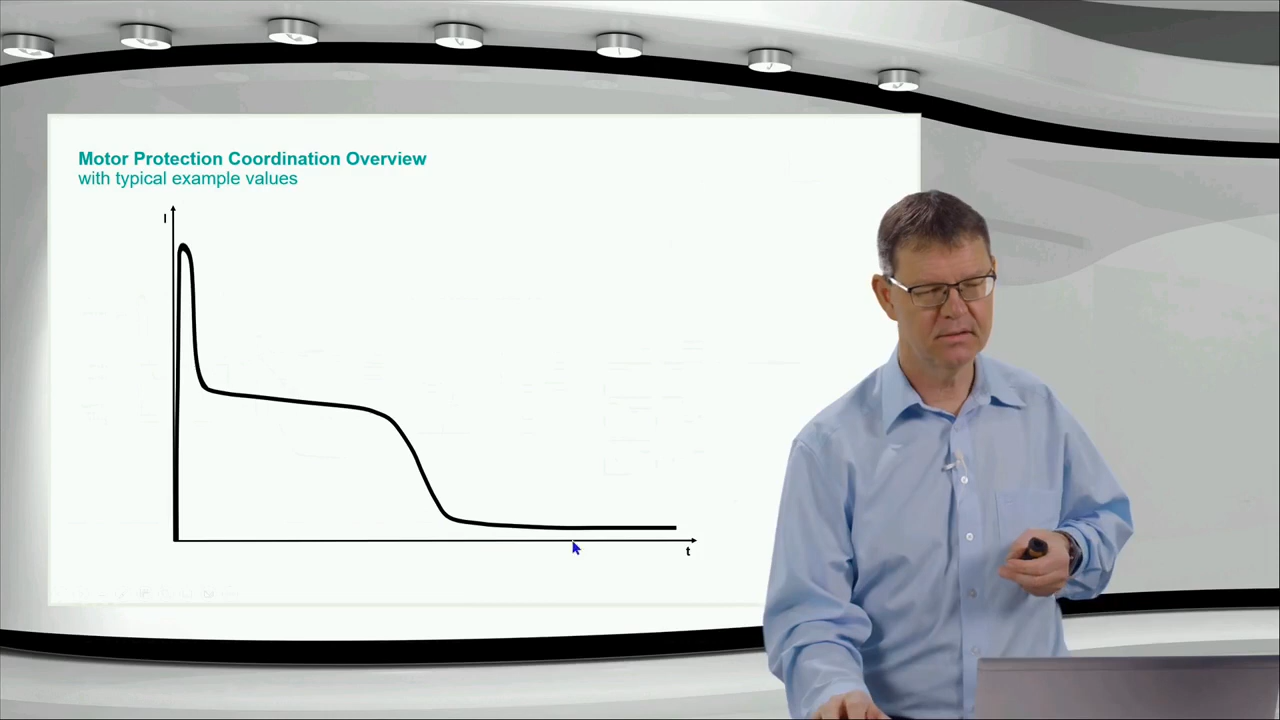 Motor Protection Coordination Overview
with typical example values
I
t